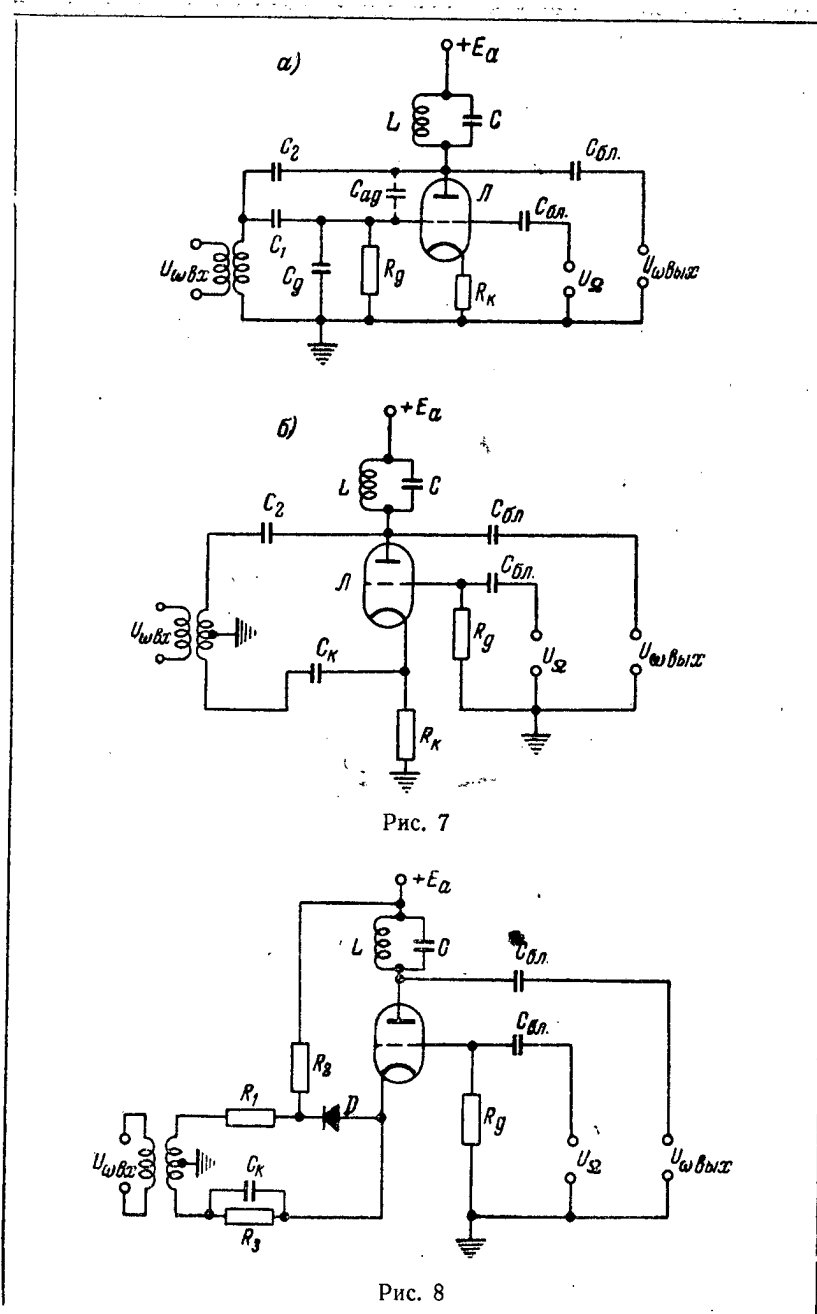 а)
+Eа
L
C
C2
Cбл.
Cag
Л
Cбл.
C1
Uωвх
Cg
Rg
Rк
UΩ
Uωвых
б)
+Eа
L
C
C2
Cбл
Л
Cбл.
Uωвх
Rg
UΩ
Uωвых
Cк
Rк
Рис. 7
+Eа
L
C
Cбл.
Cбл.
R2
R1
D
Rg
Uωвх
UΩ
Uωвых
Cк
R3
Рис. 8